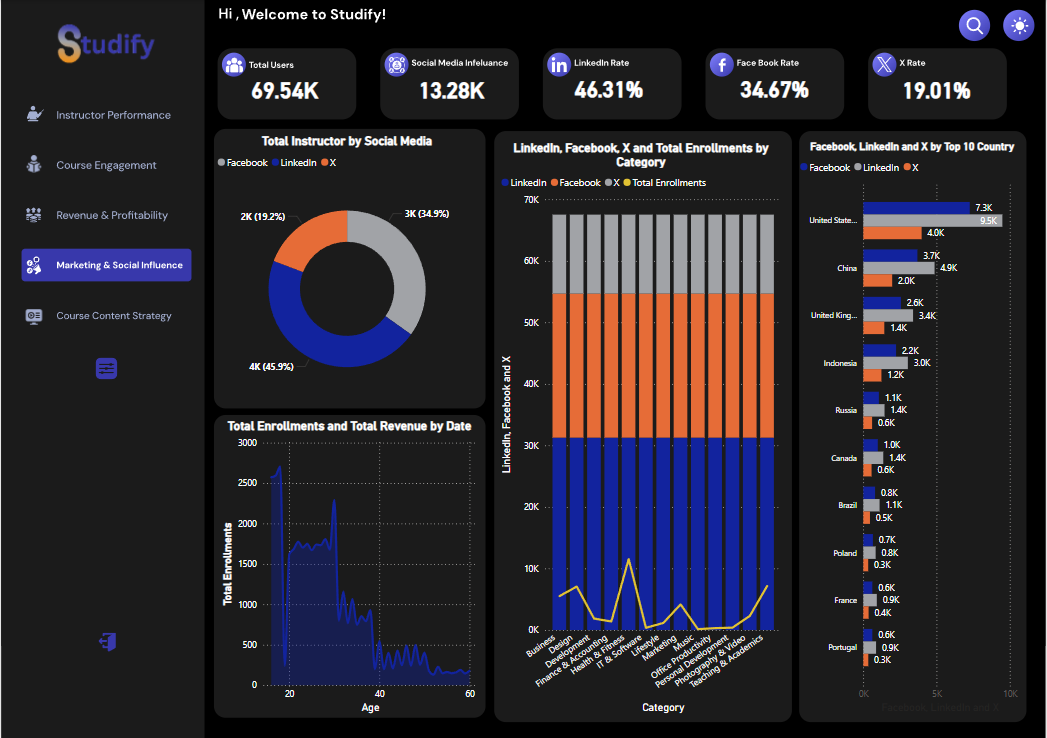 Hi , Welcome to Studify!
Studify
Instructor Performance
Course Engagement
Revenue & Profitability
Marketing & Social Influence
Course Content Strategy
Total Users
69.54K
Social Media Infeluance
13.28K
LinkedIn Rate
46.31%
Face Book Rate
34.67%
X Rate
19.01%
Total Instructor by Social Media
Facebook LinkedIn X
2K (19.2%)
3K (34.9%)
4K (45.9%)
Total Enrollments and Total Revenue by Date
Total Enrollments
3000
2500
2000
1500
1000
500
0
20 40 60
Age
LinkedIn, Facebook, X and Total Enrollments by
Category
LinkedIn Facebook X Total Enrollments
LinkedIn, Facebook and X
70K
60K
50K
40K
30K
20K
10K
0K
Business
Design
Development
Finance & Accounting
Health & Fitness
IT & Software
Lifestyle
Marketing
Music
Office Productivity
Personal Development
Photography & Video
Teaching & Academics
Category
Facebook, LinkedIn and X by Top 10 Country
Facebook LinkedIn X
United State...
7.3K
9.5K
4.0K
China
3.7K
4.9K
2.0K
United King...
2.6K
3.4K
1.4K
Indonesia
2.2K
3.0K
1.2K
Russia
1.1K
1.4K
0.6K
Canada
1.0K
1.4K
0.6K
Brazil
0.8K
1.1K
0.5K
Poland
0.7K
0.8K
0.3K
France
0.6K
0.9K
0.4K
Portugal
0.6K
0.9K
0.3K
0K 5K 10K
Facebook, LinkedIn and X